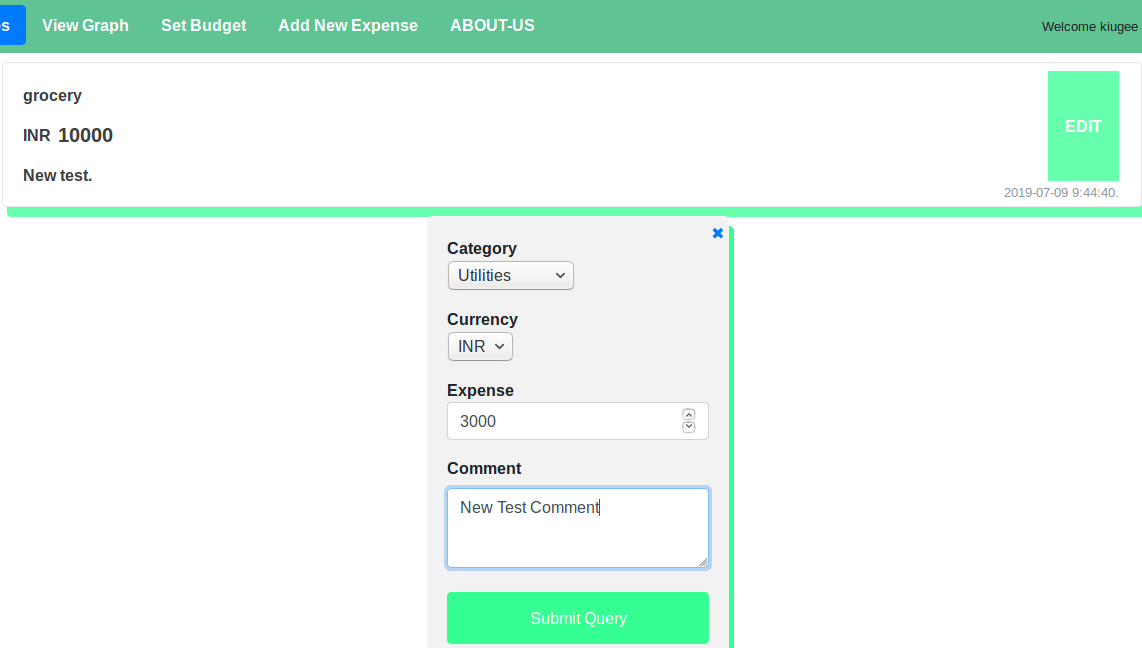 View Graph Set Budget Add New Expense ABOUT-US Welcome kiugee
grocery
INR 10000
EDIT
New test.
2019-07-09 9:44:40.
✖
Category
Utilities
Currency
INR
Expense
3000
Comment
New Test Comment
Submit Query